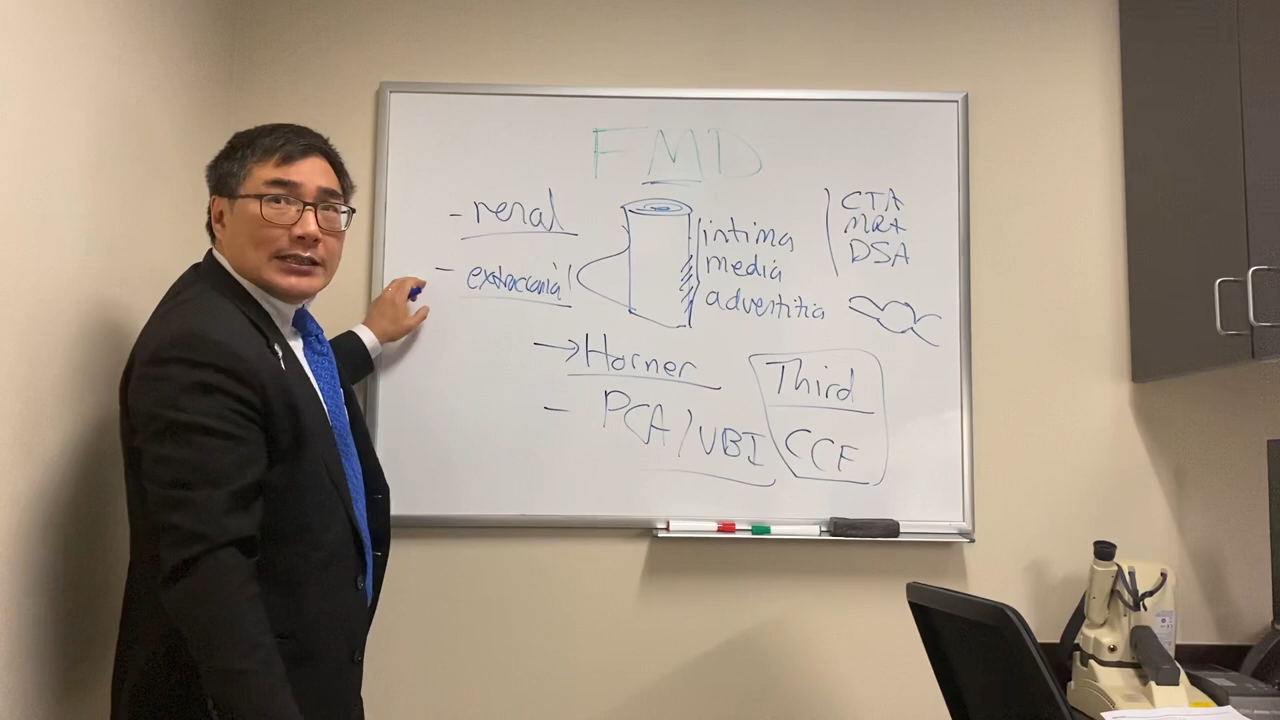 FMD
- renal
- extracranial
intima
media
adventitia
CTA
MRA
DSA
→ Horner
- PCA/VBI
Third
CCF